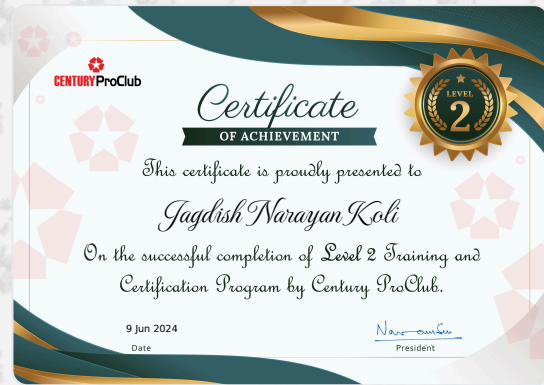 CENTURY ProClub
LEVEL
2
Certificate
OF ACHIEVEMENT
This certificate is proudly presented to
Jagdish Narayan Koli
On the successful completion of Level 2 Training and
Certification Program by Century ProClub.
9 Jun 2024
Date
President